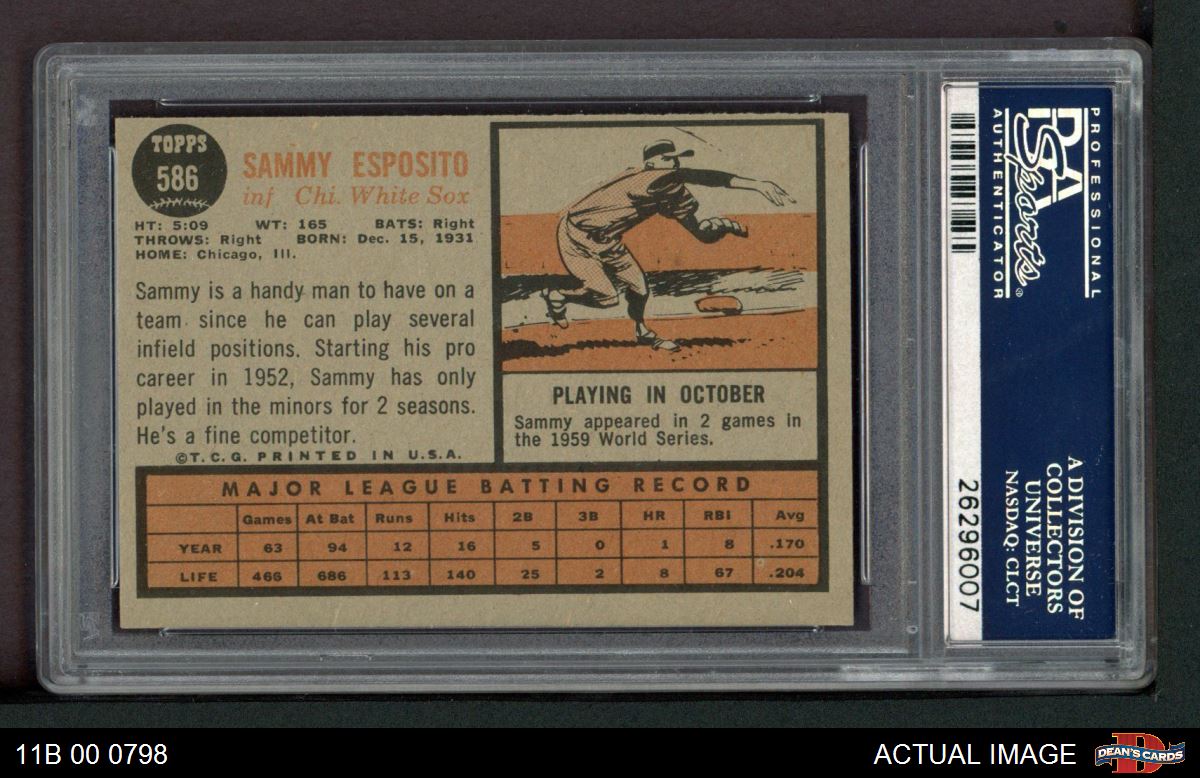 TOPPS
586
SAMMY ESPOSITO
inf Chi. White Sox
HT: 5:09 WT: 165 BATS: Right
THROWS: Right BORN: Dec. 15, 1931
HOME: Chicago, Ill.
Sammy is a handy man to have on a
team since he can play several
infield positions. Starting his pro
career in 1952, Sammy has only
played in the minors for 2 seasons.
He's a fine competitor.
©T.C.G. PRINTED IN U.S.A.
PLAYING IN OCTOBER
Sammy appeared in 2 games in
the 1959 World Series.
MAJOR LEAGUE BATTING RECORD
Games At Bat Runs Hits 2B 3B HR RBI Avg
YEAR 63 94 12 16 5 0 1 8 .170
LIFE 466 686 113 140 25 2 8 67 .204
PROFESSIONAL
PSA
Sports®
AUTHENTICATOR
A DIVISION OF
COLLECTORS
UNIVERSE
NASDAQ: CLCT
26296007
11B 00 0798
ACTUAL IMAGE
DEAN'S CARDS